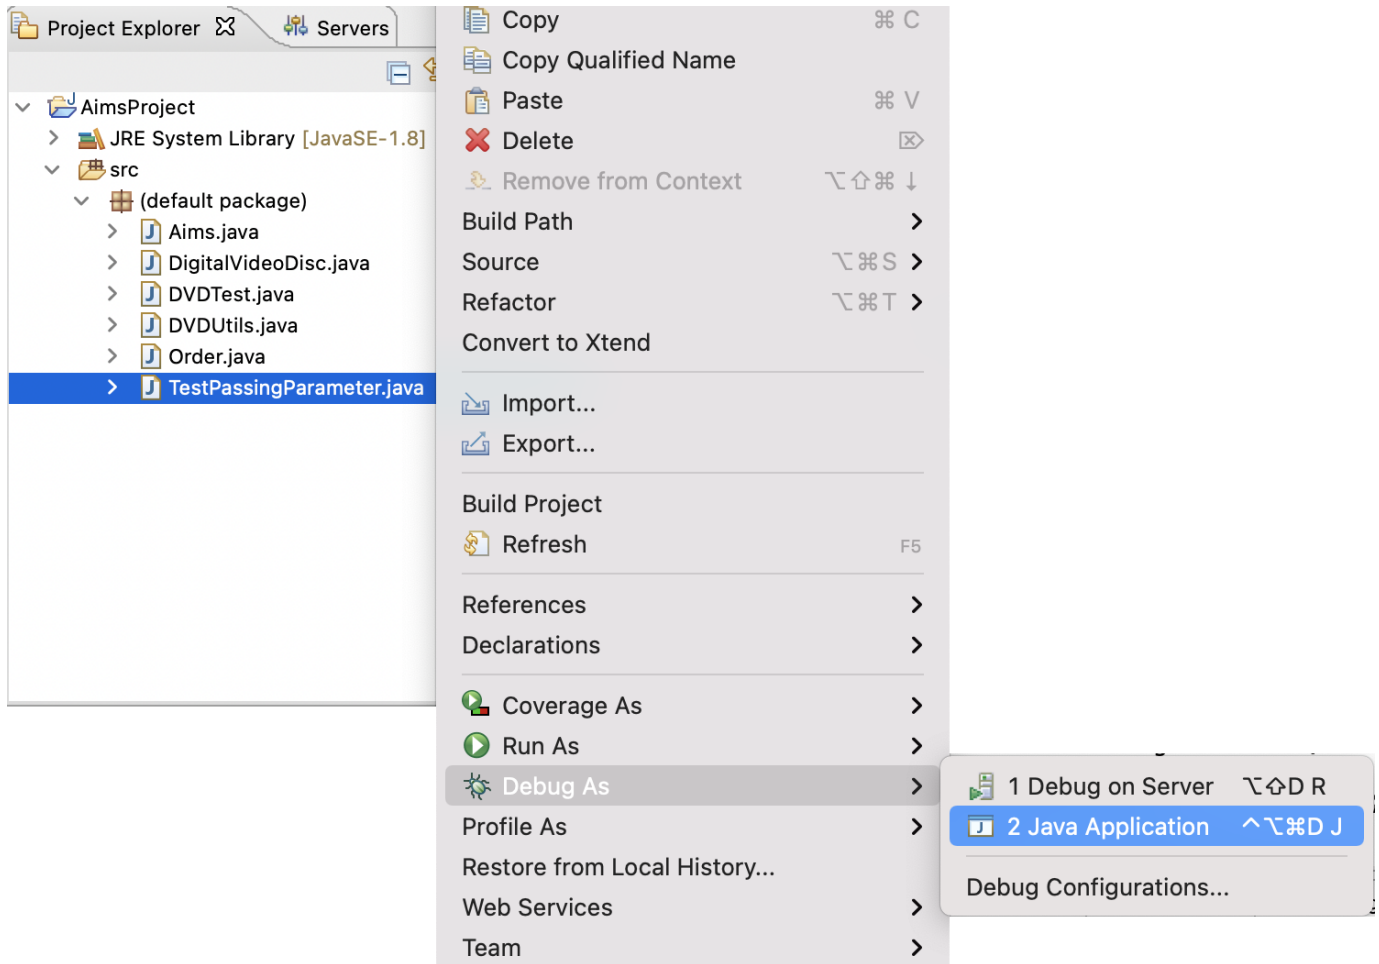 Project Explorer
Servers
AimsProject
JRE System Library [JavaSE-1.8]
src
(default package)
Aims.java
DigitalVideoDisc.java
DVDTest.java
DVDUtils.java
Order.java
TestPassingParameter.java
Copy ⌘ C
Copy Qualified Name
Paste ⌘ V
Delete ⌦
Remove from Context ⌥⇧⌘ ↓
Build Path
Source ⌥⌘S
Refactor ⌥⌘T
Convert to Xtend
Import...
Export...
Build Project
Refresh F5
References
Declarations
Coverage As
Run As
Debug As
Profile As
Restore from Local History...
Web Services
Team
1 Debug on Server ⌥⇧D R
2 Java Application ^⌥⌘D J
Debug Configurations...